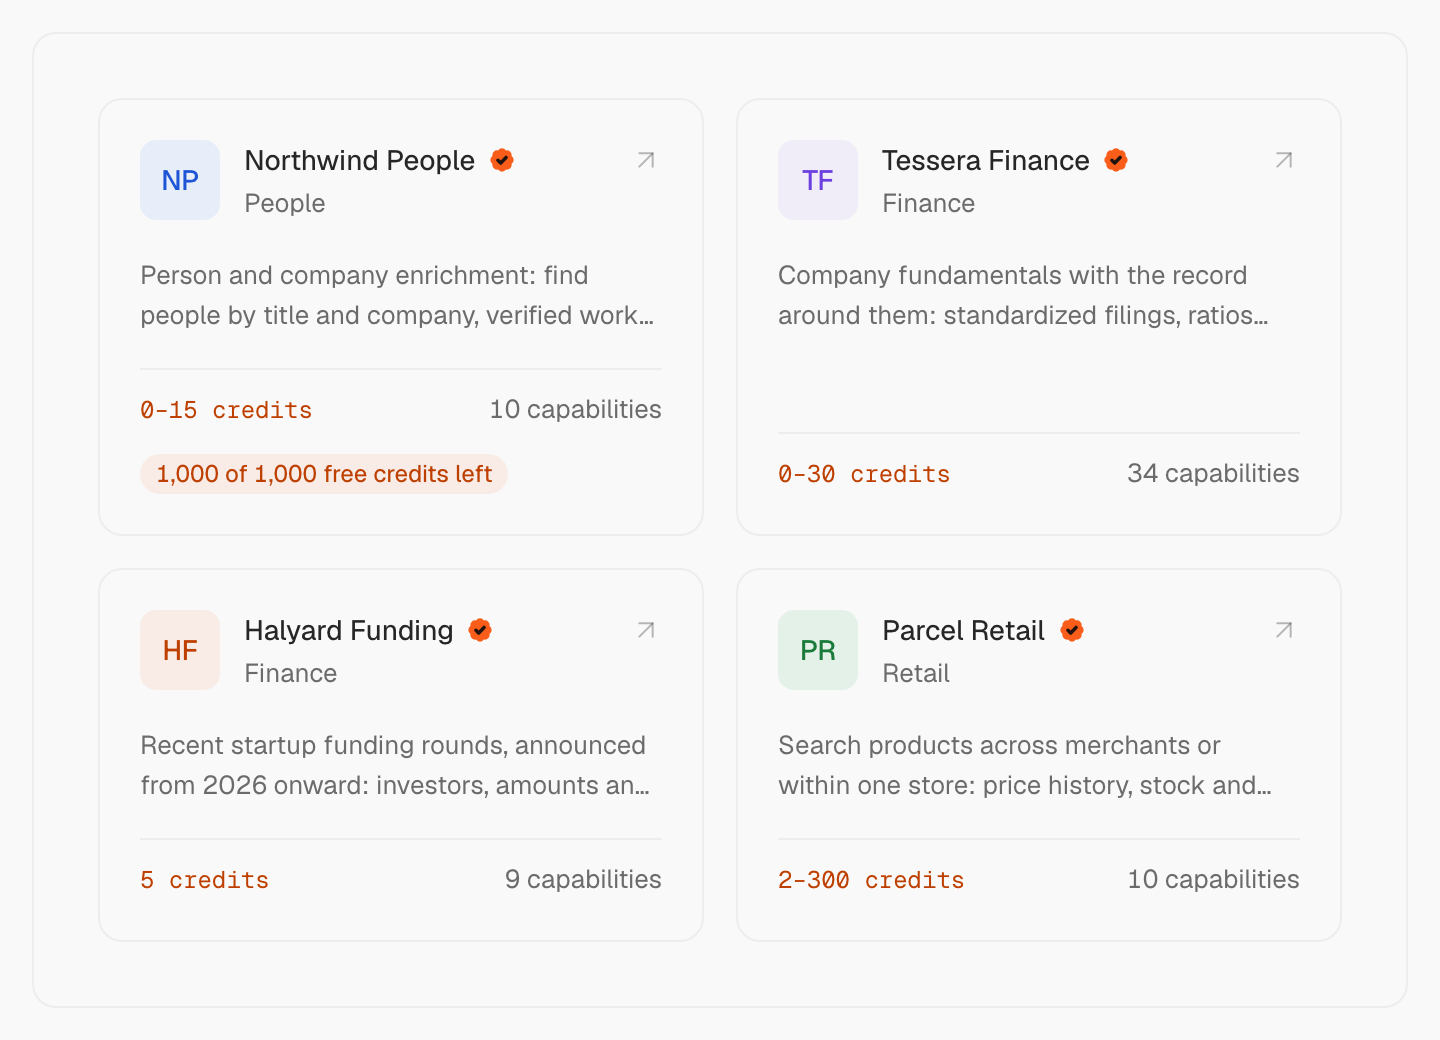 NP
Northwind People
People
Person and company enrichment: find
people by title and company, verified work…
0–15 credits
10 capabilities
1,000 of 1,000 free credits left
TF
Tessera Finance
Finance
Company fundamentals with the record
around them: standardized filings, ratios…
0–30 credits
34 capabilities
HF
Halyard Funding
Finance
Recent startup funding rounds, announced
from 2026 onward: investors, amounts an…
5 credits
9 capabilities
PR
Parcel Retail
Retail
Search products across merchants or
within one store: price history, stock and…
2–300 credits
10 capabilities